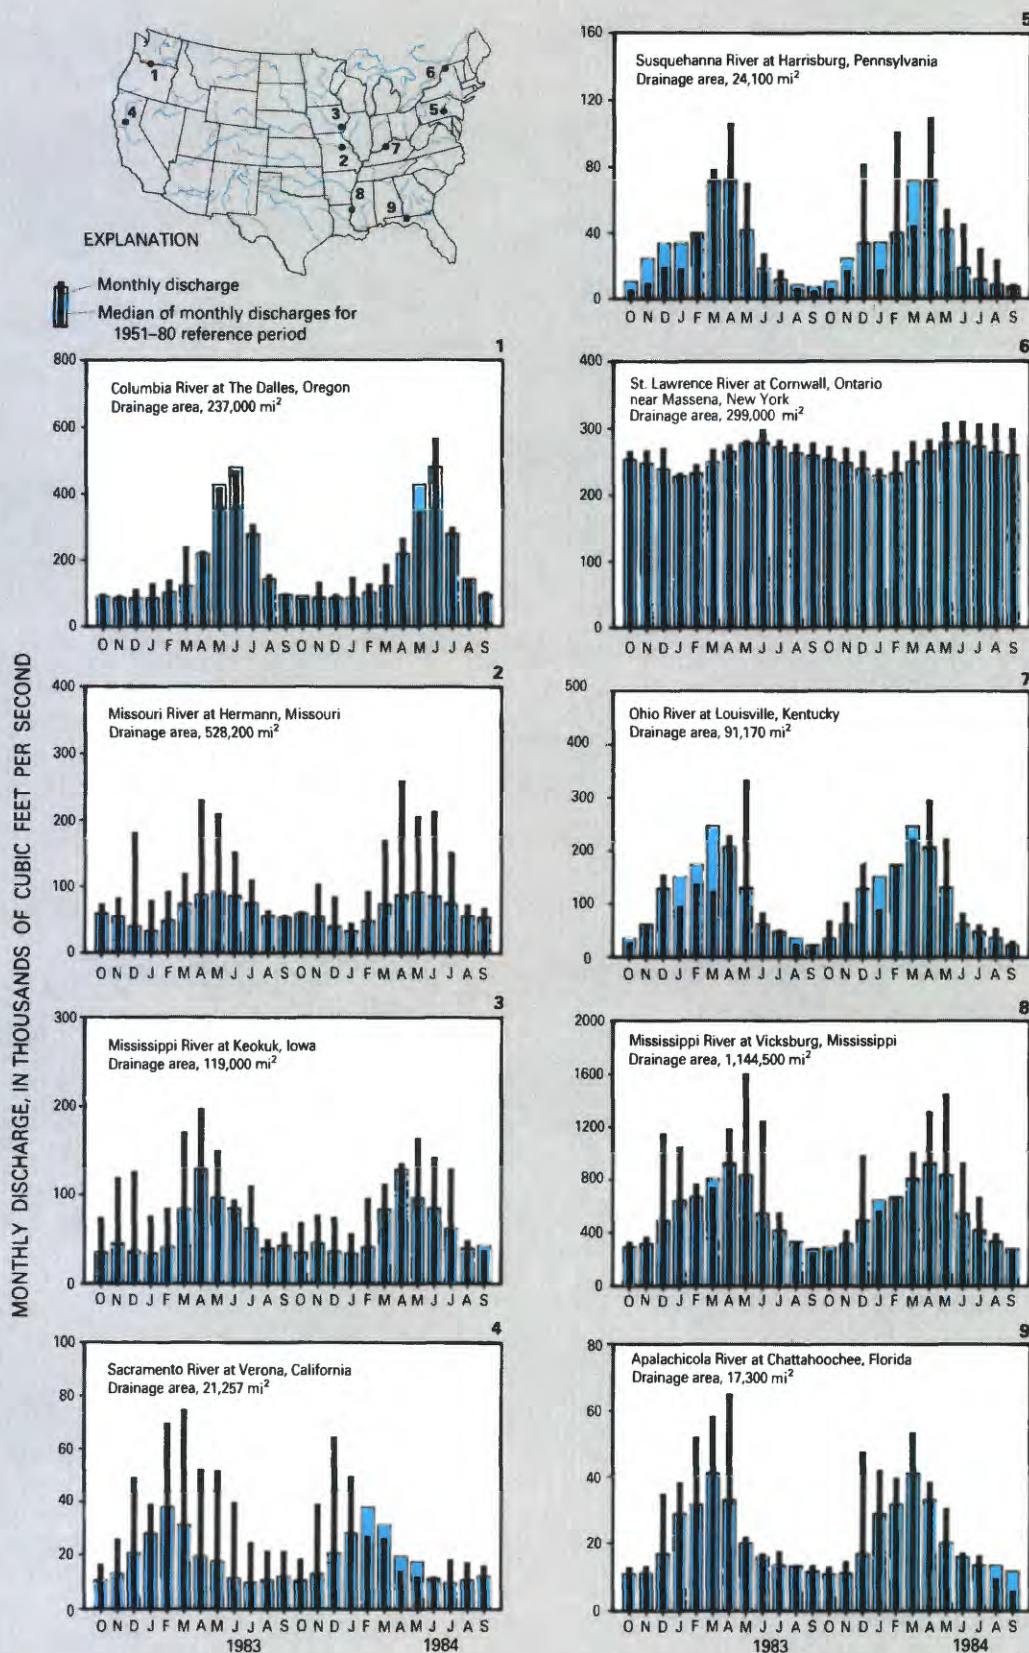 1
2
3
4
5
6
7
8
9
EXPLANATION
Monthly discharge
Median of monthly discharges for
1951–80 reference period
MONTHLY DISCHARGE, IN THOUSANDS OF CUBIC FEET PER SECOND
1
Columbia River at The Dalles, Oregon
Drainage area, 237,000 mi²
800
600
400
200
0
O N D J F M A M J J A S O N D J F M A M J J A S
2
Missouri River at Hermann, Missouri
Drainage area, 528,200 mi²
400
300
200
100
0
O N D J F M A M J J A S O N D J F M A M J J A S
3
Mississippi River at Keokuk, Iowa
Drainage area, 119,000 mi²
300
200
100
0
O N D J F M A M J J A S O N D J F M A M J J A S
4
Sacramento River at Verona, California
Drainage area, 21,257 mi²
100
80
60
40
20
0
O N D J F M A M J J A S O N D J F M A M J J A S
1983 1984
5
Susquehanna River at Harrisburg, Pennsylvania
Drainage area, 24,100 mi²
160
120
80
40
0
O N D J F M A M J J A S O N D J F M A M J J A S
6
St. Lawrence River at Cornwall, Ontario
near Massena, New York
Drainage area, 299,000 mi²
400
300
200
100
0
O N D J F M A M J J A S O N D J F M A M J J A S
7
Ohio River at Louisville, Kentucky
Drainage area, 91,170 mi²
500
400
300
200
100
0
O N D J F M A M J J A S O N D J F M A M J J A S
8
Mississippi River at Vicksburg, Mississippi
Drainage area, 1,144,500 mi²
2000
1600
1200
800
400
0
O N D J F M A M J J A S O N D J F M A M J J A S
9
Apalachicola River at Chattahoochee, Florida
Drainage area, 17,300 mi²
80
60
40
20
0
O N D J F M A M J J A S O N D J F M A M J J A S
1983 1984